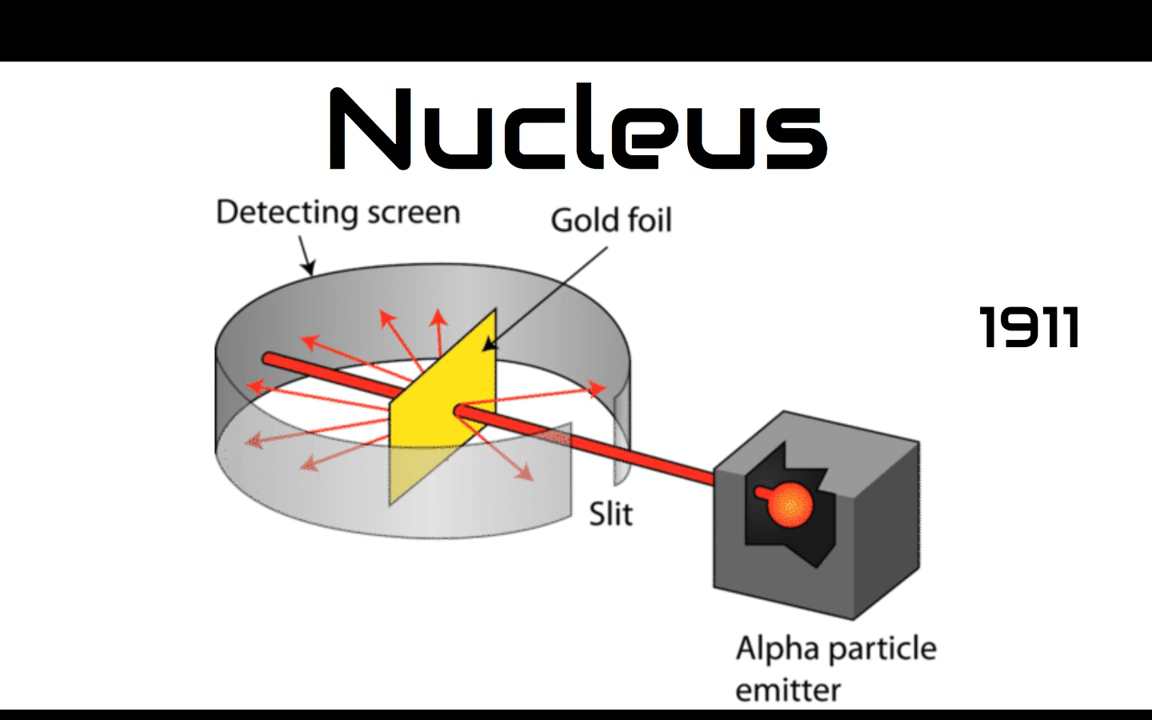 Nucleus
Detecting screen
Gold foil
1911
Slit
Alpha particle
emitter